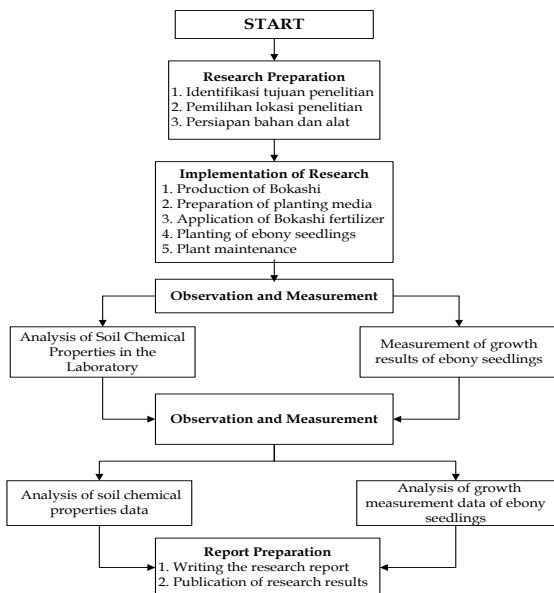 START
Research Preparation
1. Identifikasi tujuan penelitian
2. Pemilihan lokasi penelitian
3. Persiapan bahan dan alat
Implementation of Research
1. Production of Bokashi
2. Preparation of planting media
3. Application of Bokashi fertilizer
4. Planting of ebony seedlings
5. Plant maintenance
Observation and Measurement
Analysis of Soil Chemical
Properties in the
Laboratory
Measurement of growth
results of ebony seedlings
Observation and Measurement
Analysis of soil chemical
properties data
Analysis of growth
measurement data of ebony
seedlings
Report Preparation
1. Writing the research report
2. Publication of research results